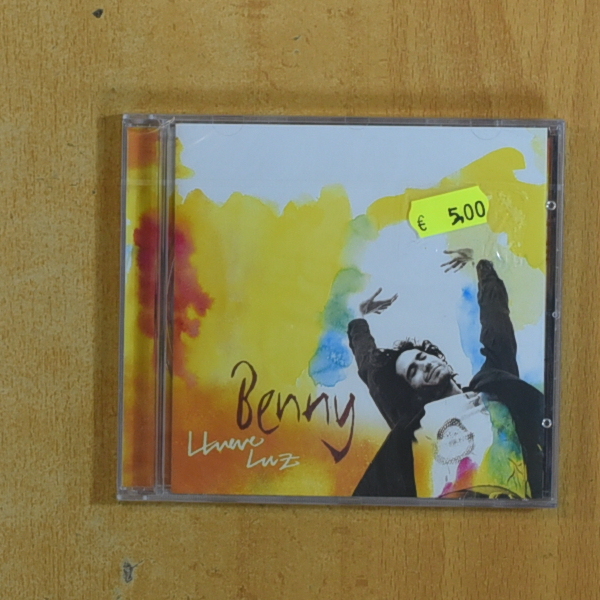 € 5,00
Benny
Llueve
Luz